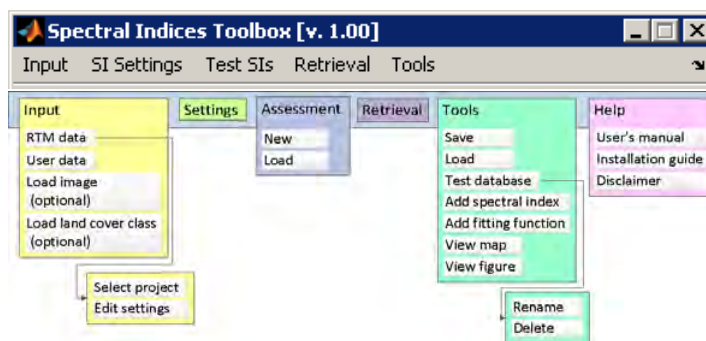 Spectral Indices Toolbox [v. 1.00]
Input SI Settings Test SIs Retrieval Tools
Input
RTM data
User data
Load image
(optional)
Load land cover class
(optional)
Select project
Edit settings
Settings
Assessment
New
Load
Retrieval
Tools
Save
Load
Test database
Add spectral index
Add fitting function
View map
View figure
Rename
Delete
Help
User's manual
Installation guide
Disclaimer